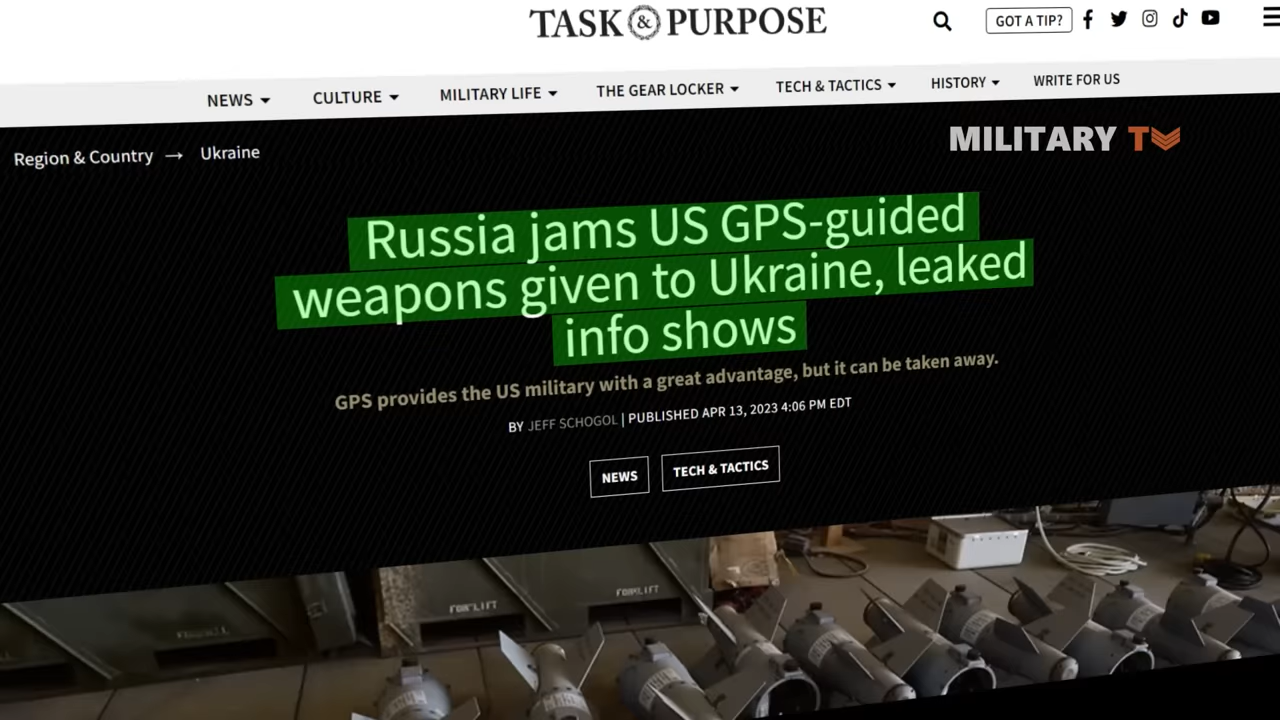 TASK & PURPOSE
GOT A TIP?
NEWS
CULTURE
MILITARY LIFE
THE GEAR LOCKER
TECH & TACTICS
HISTORY
WRITE FOR US
Region & Country → Ukraine
MILITARY TV
Russia jams US GPS-guided
weapons given to Ukraine, leaked
info shows
GPS provides the US military with a great advantage, but it can be taken away.
BY JEFF SCHOGOL | PUBLISHED APR 13, 2023 4:06 PM EDT
NEWS
TECH & TACTICS
FORKLIFT
FORKLIFT